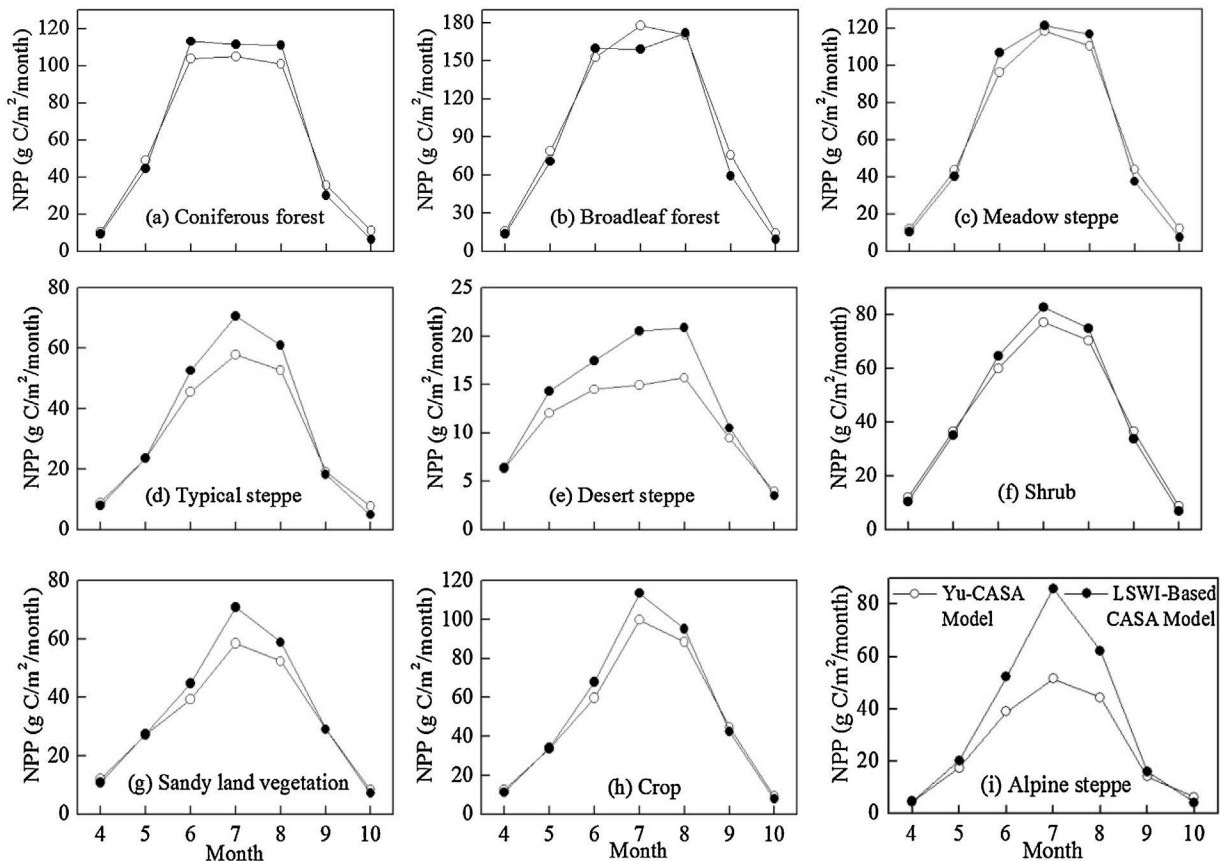 NPP (g C/m²/month)
120
100
80
60
40
20
0
(a) Coniferous forest
NPP (g C/m²/month)
180
150
120
90
60
30
0
(b) Broadleaf forest
NPP (g C/m²/month)
120
100
80
60
40
20
0
(c) Meadow steppe
NPP (g C/m²/month)
80
60
40
20
0
(d) Typical steppe
NPP (g C/m²/month)
25
20
15
10
5
0
(e) Desert steppe
NPP (g C/m²/month)
80
60
40
20
0
(f) Shrub
NPP (g C/m²/month)
80
60
40
20
0
(g) Sandy land vegetation
4 5 6 7 8 9 10
Month
NPP (g C/m²/month)
120
100
80
60
40
20
0
(h) Crop
4 5 6 7 8 9 10
Month
NPP (g C/m²/month)
80
60
40
20
0
Yu-CASA
Model
LSWI-Based
CASA Model
(i) Alpine steppe
4 5 6 7 8 9 10
Month